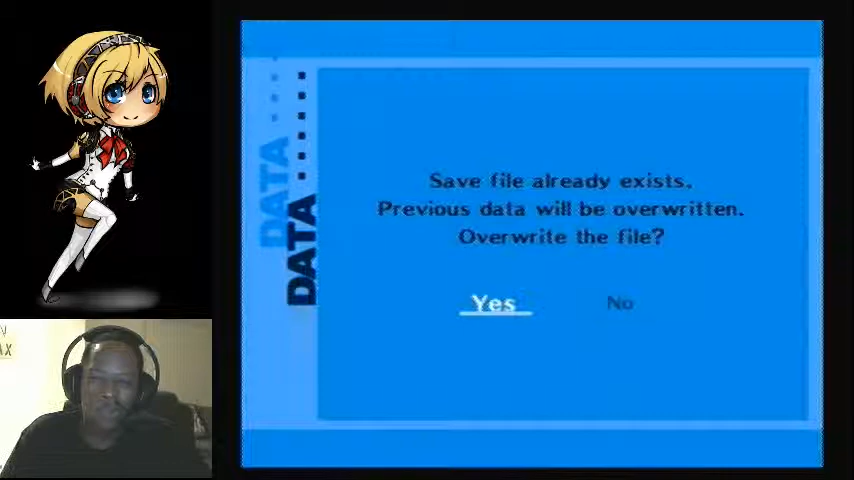 DATA
DATA
Save file already exists.
Previous data will be overwritten.
Overwrite the file?
Yes No